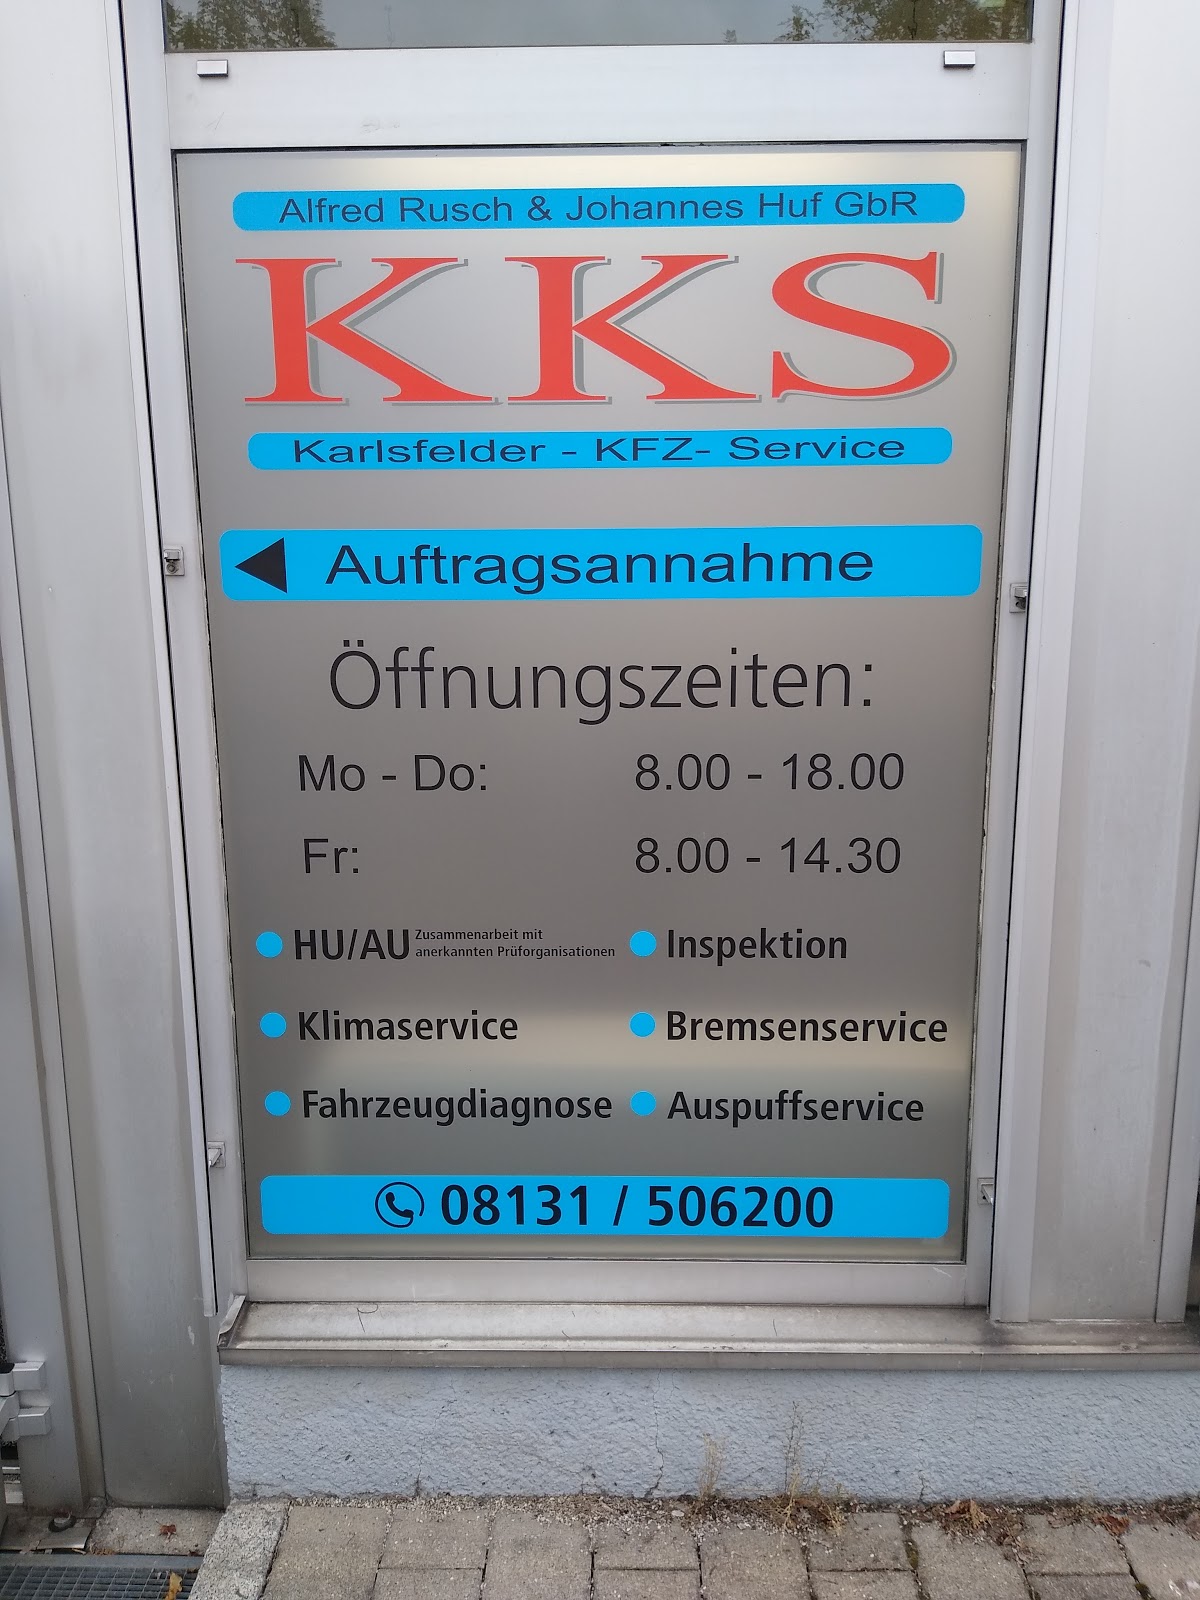 Alfred Rusch & Johannes Huf GbR
KKS
Karlsfelder - KFZ- Service
Auftragsannahme
Öffnungszeiten:
Mo - Do: 8.00 - 18.00
Fr: 8.00 - 14.30
HU/AU Zusammenarbeit mit
anerkannten Prüforganisationen
Inspektion
Klimaservice
Bremsenservice
Fahrzeugdiagnose
Auspuffservice
08131 / 506200